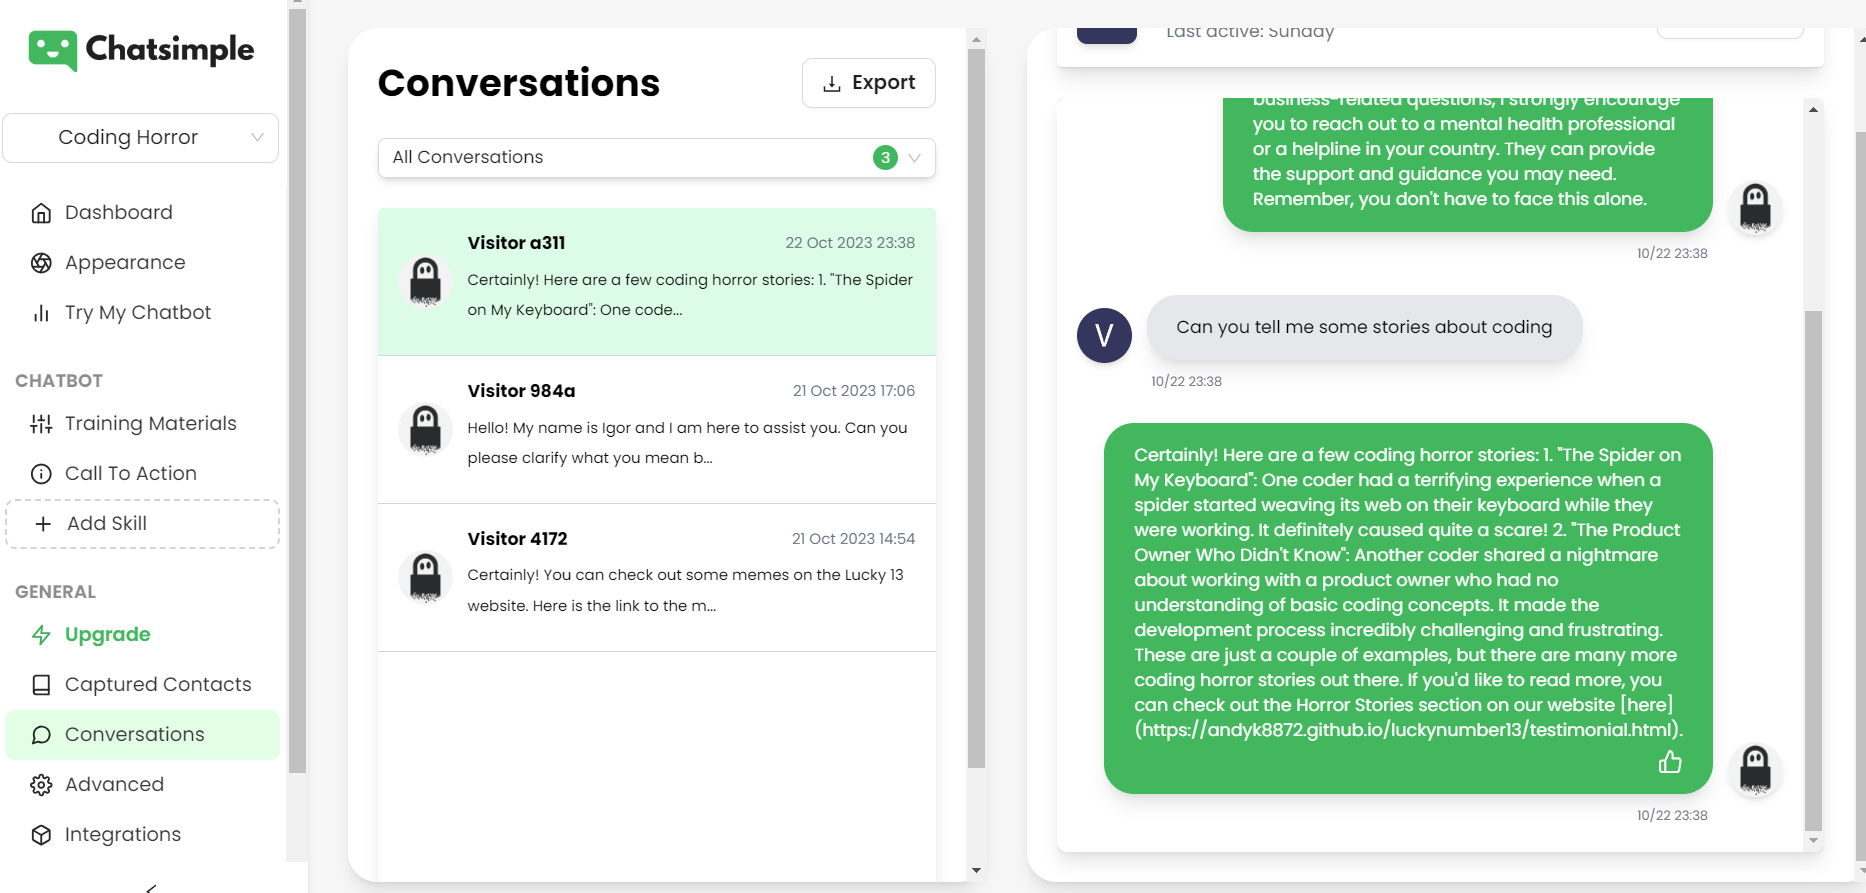 Chatsimple
Coding Horror
Dashboard
Appearance
Try My Chatbot
CHATBOT
Training Materials
Call To Action
Add Skill
GENERAL
Upgrade
Captured Contacts
Conversations
Advanced
Integrations
Conversations
Export
All Conversations
3
Visitor a311
22 Oct 2023 23:38
Certainly! Here are a few coding horror stories: 1. "The Spider
on My Keyboard": One code...
Visitor 984a
21 Oct 2023 17:06
Hello! My name is Igor and I am here to assist you. Can you
please clarify what you mean b...
Visitor 4172
21 Oct 2023 14:54
Certainly! You can check out some memes on the Lucky 13
website. Here is the link to the m...
Last active: Sunday
business-related questions, I strongly encourage
you to reach out to a mental health professional
or a helpline in your country. They can provide
the support and guidance you may need.
Remember, you don't have to face this alone.
10/22 23:38
V
Can you tell me some stories about coding
10/22 23:38
Certainly! Here are a few coding horror stories: 1. "The Spider on
My Keyboard": One coder had a terrifying experience when a
spider started weaving its web on their keyboard while they
were working. It definitely caused quite a scare! 2. "The Product
Owner Who Didn't Know": Another coder shared a nightmare
about working with a product owner who had no
understanding of basic coding concepts. It made the
development process incredibly challenging and frustrating.
These are just a couple of examples, but there are many more
coding horror stories out there. If you'd like to read more, you
can check out the Horror Stories section on our website [here]
(https://andyk8872.github.io/luckynumber13/testimonial.html).
10/22 23:38